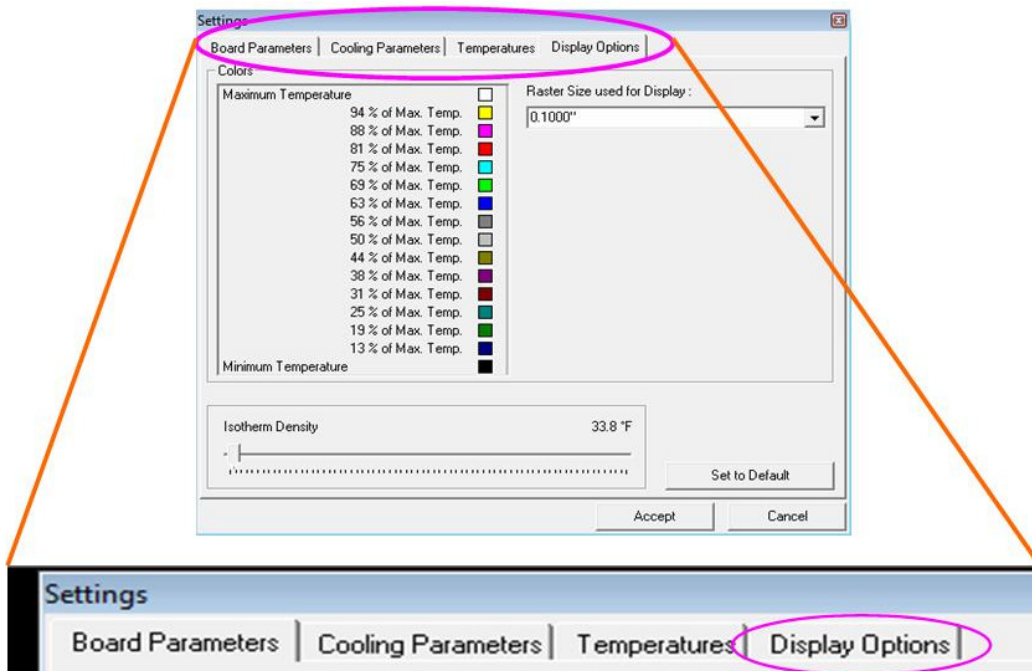 Settings
Board Parameters Cooling Parameters Temperatures Display Options
Colors
Maximum Temperature
94 % of Max. Temp.
88 % of Max. Temp.
81 % of Max. Temp.
75 % of Max. Temp.
69 % of Max. Temp.
63 % of Max. Temp.
56 % of Max. Temp.
50 % of Max. Temp.
44 % of Max. Temp.
38 % of Max. Temp.
31 % of Max. Temp.
25 % of Max. Temp.
19 % of Max. Temp.
13 % of Max. Temp.
Minimum Temperature
Raster Size used for Display :
0.1000"
Isotherm Density 33.8 °F
Set to Default
Accept Cancel
Settings
Board Parameters Cooling Parameters Temperatures Display Options